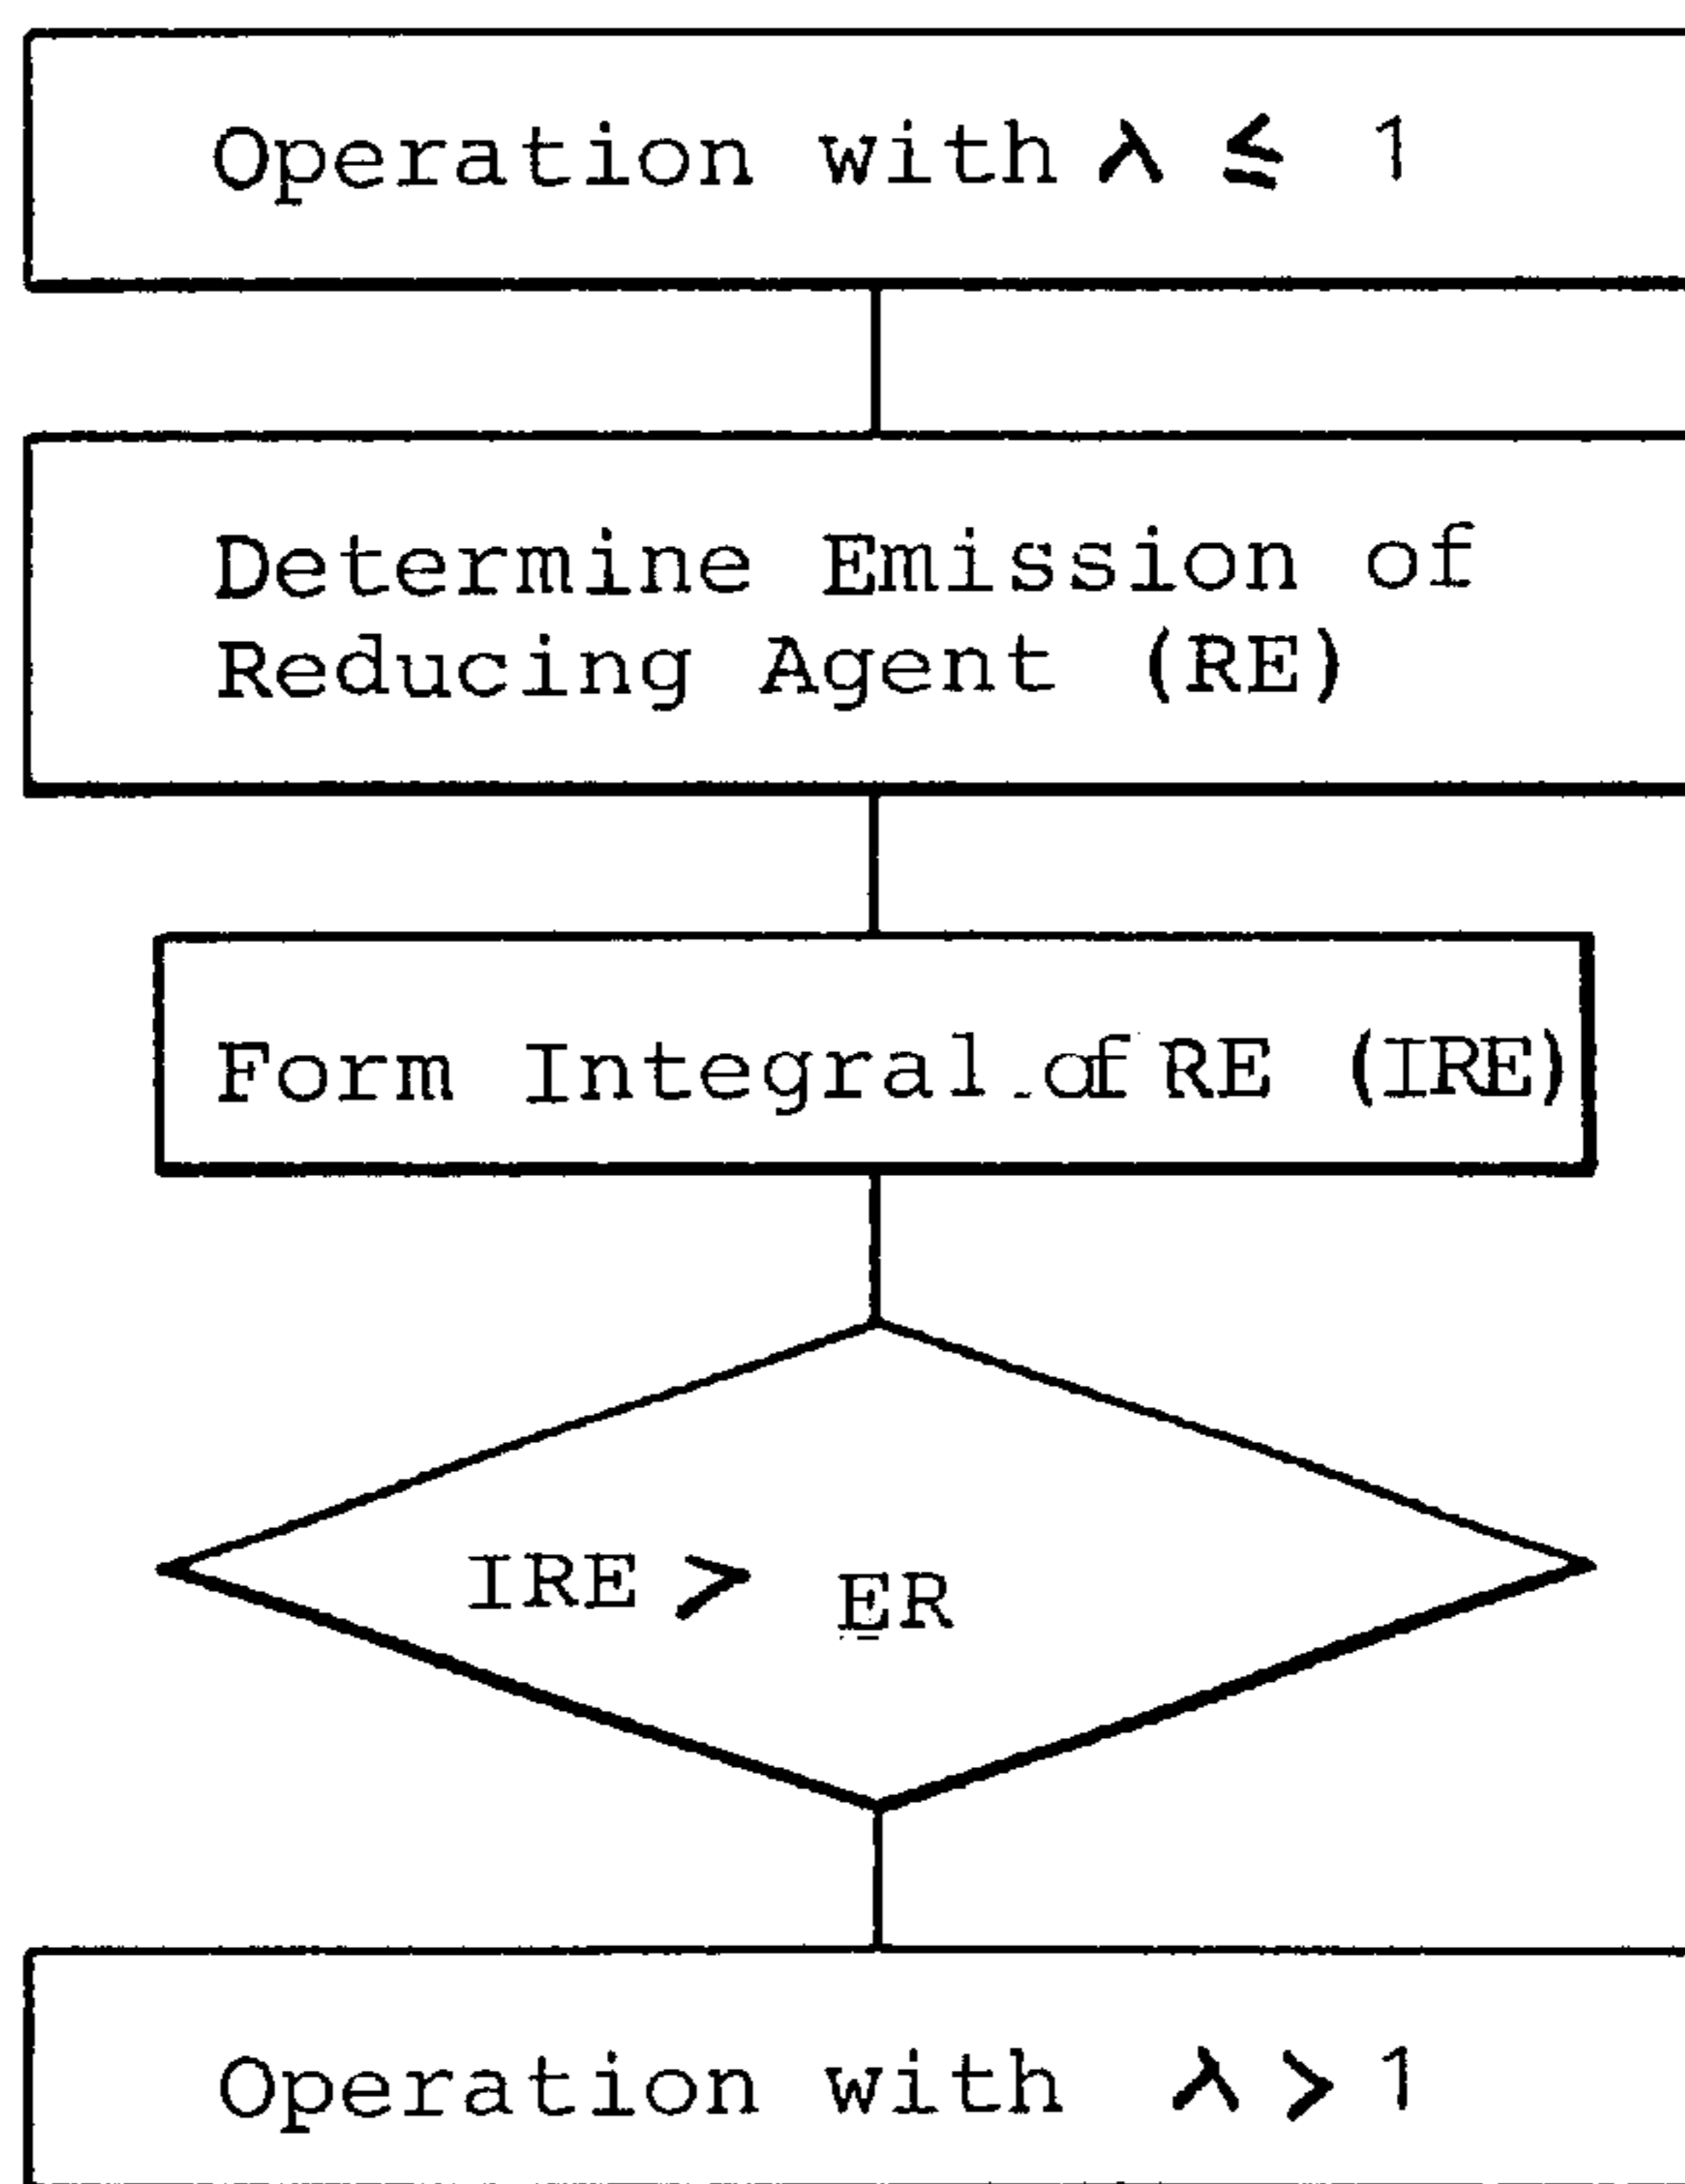 Operation with λ ≦ 1
Determine Emission of
Reducing Agent (RE)
Form Integral of RE (IRE)
IRE > ER
Operation with λ > 1